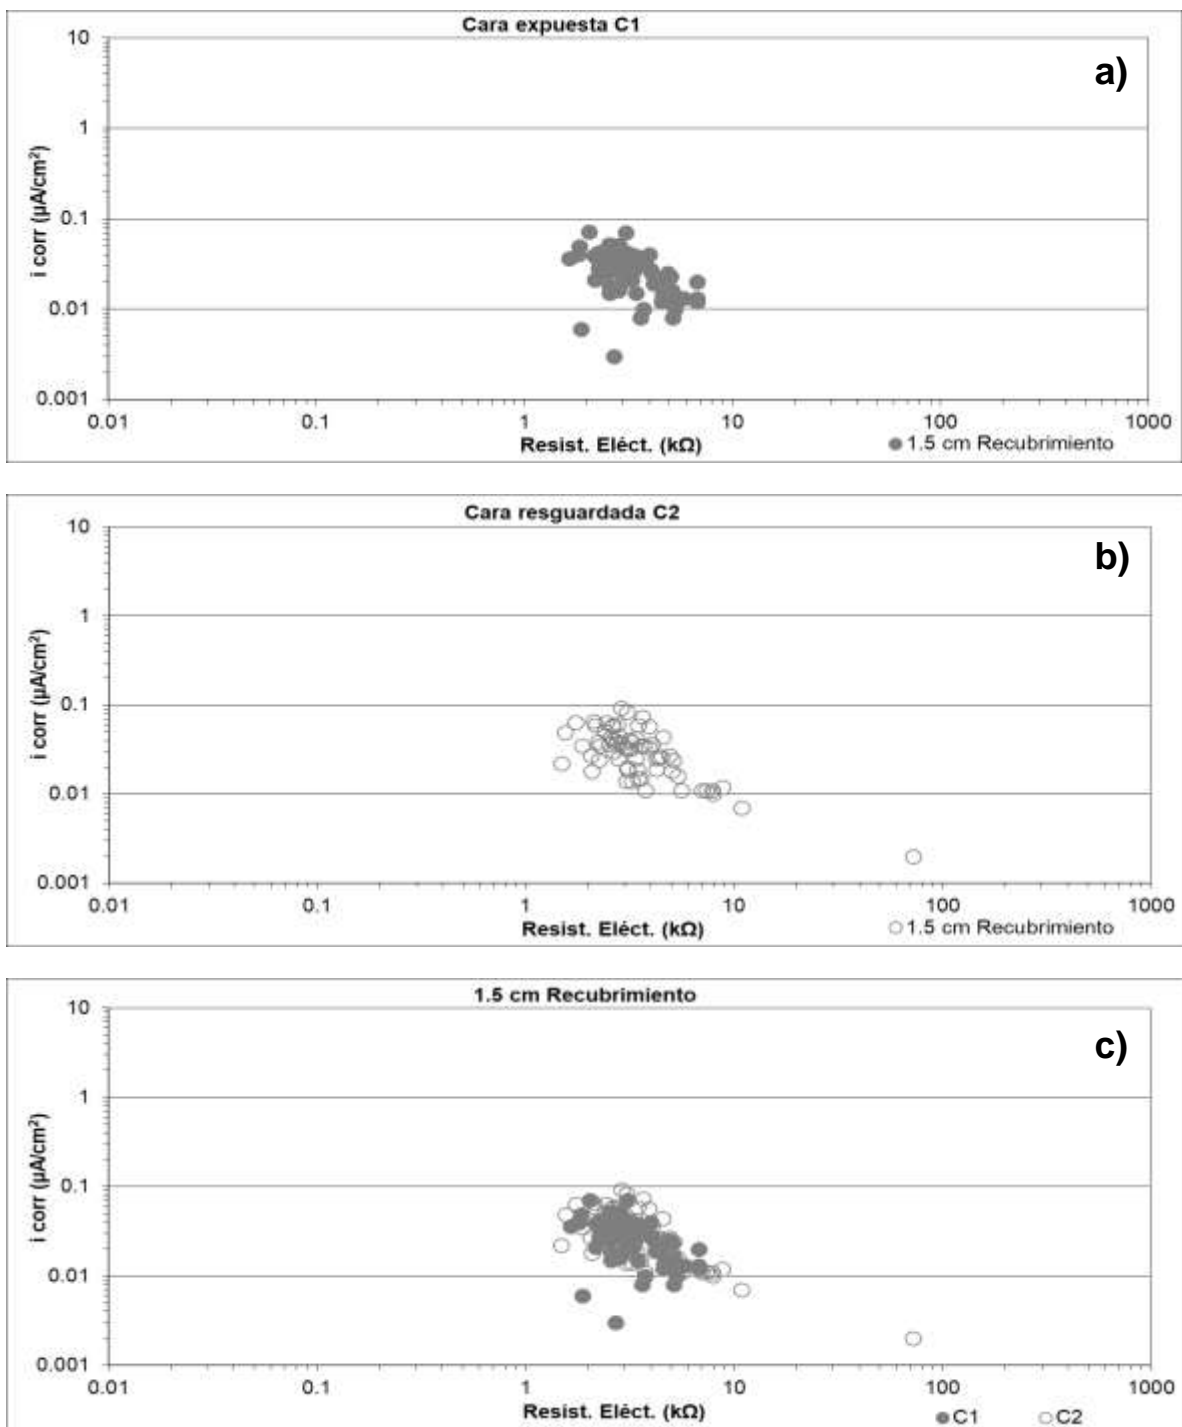 Cara expuesta C1
a)
10
1
0.1
0.01
0.001
i corr (µA/cm²)
0.01 0.1 1 10 100 1000
Resist. Eléct. (kΩ)
1.5 cm Recubrimiento
Cara resguardada C2
b)
10
1
0.1
0.01
0.001
i corr (µA/cm²)
0.01 0.1 1 10 100 1000
Resist. Eléct. (kΩ)
1.5 cm Recubrimiento
1.5 cm Recubrimiento
c)
10
1
0.1
0.01
0.001
i corr (µA/cm²)
0.01 0.1 1 10 100 1000
Resist. Eléct. (kΩ)
C1 C2